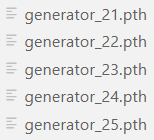 generator_21.pth
generator_22.pth
generator_23.pth
generator_24.pth
generator_25.pth